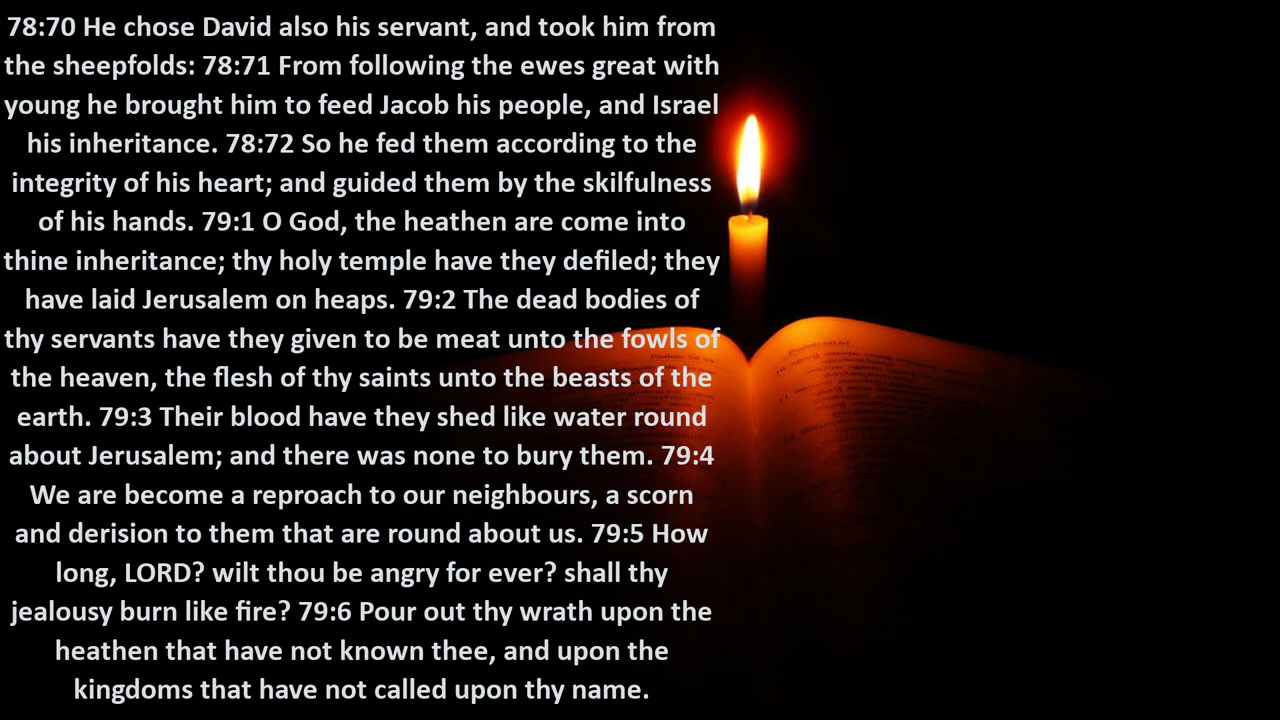 78:70 He chose David also his servant, and took him from
the sheepfolds: 78:71 From following the ewes great with
young he brought him to feed Jacob his people, and Israel
his inheritance. 78:72 So he fed them according to the
integrity of his heart; and guided them by the skilfulness
of his hands. 79:1 O God, the heathen are come into
thine inheritance; thy holy temple have they defiled; they
have laid Jerusalem on heaps. 79:2 The dead bodies of
thy servants have they given to be meat unto the fowls of
the heaven, the flesh of thy saints unto the beasts of the
earth. 79:3 Their blood have they shed like water round
about Jerusalem; and there was none to bury them. 79:4
We are become a reproach to our neighbours, a scorn
and derision to them that are round about us. 79:5 How
long, LORD? wilt thou be angry for ever? shall thy
jealousy burn like fire? 79:6 Pour out thy wrath upon the
heathen that have not known thee, and upon the
kingdoms that have not called upon thy name.